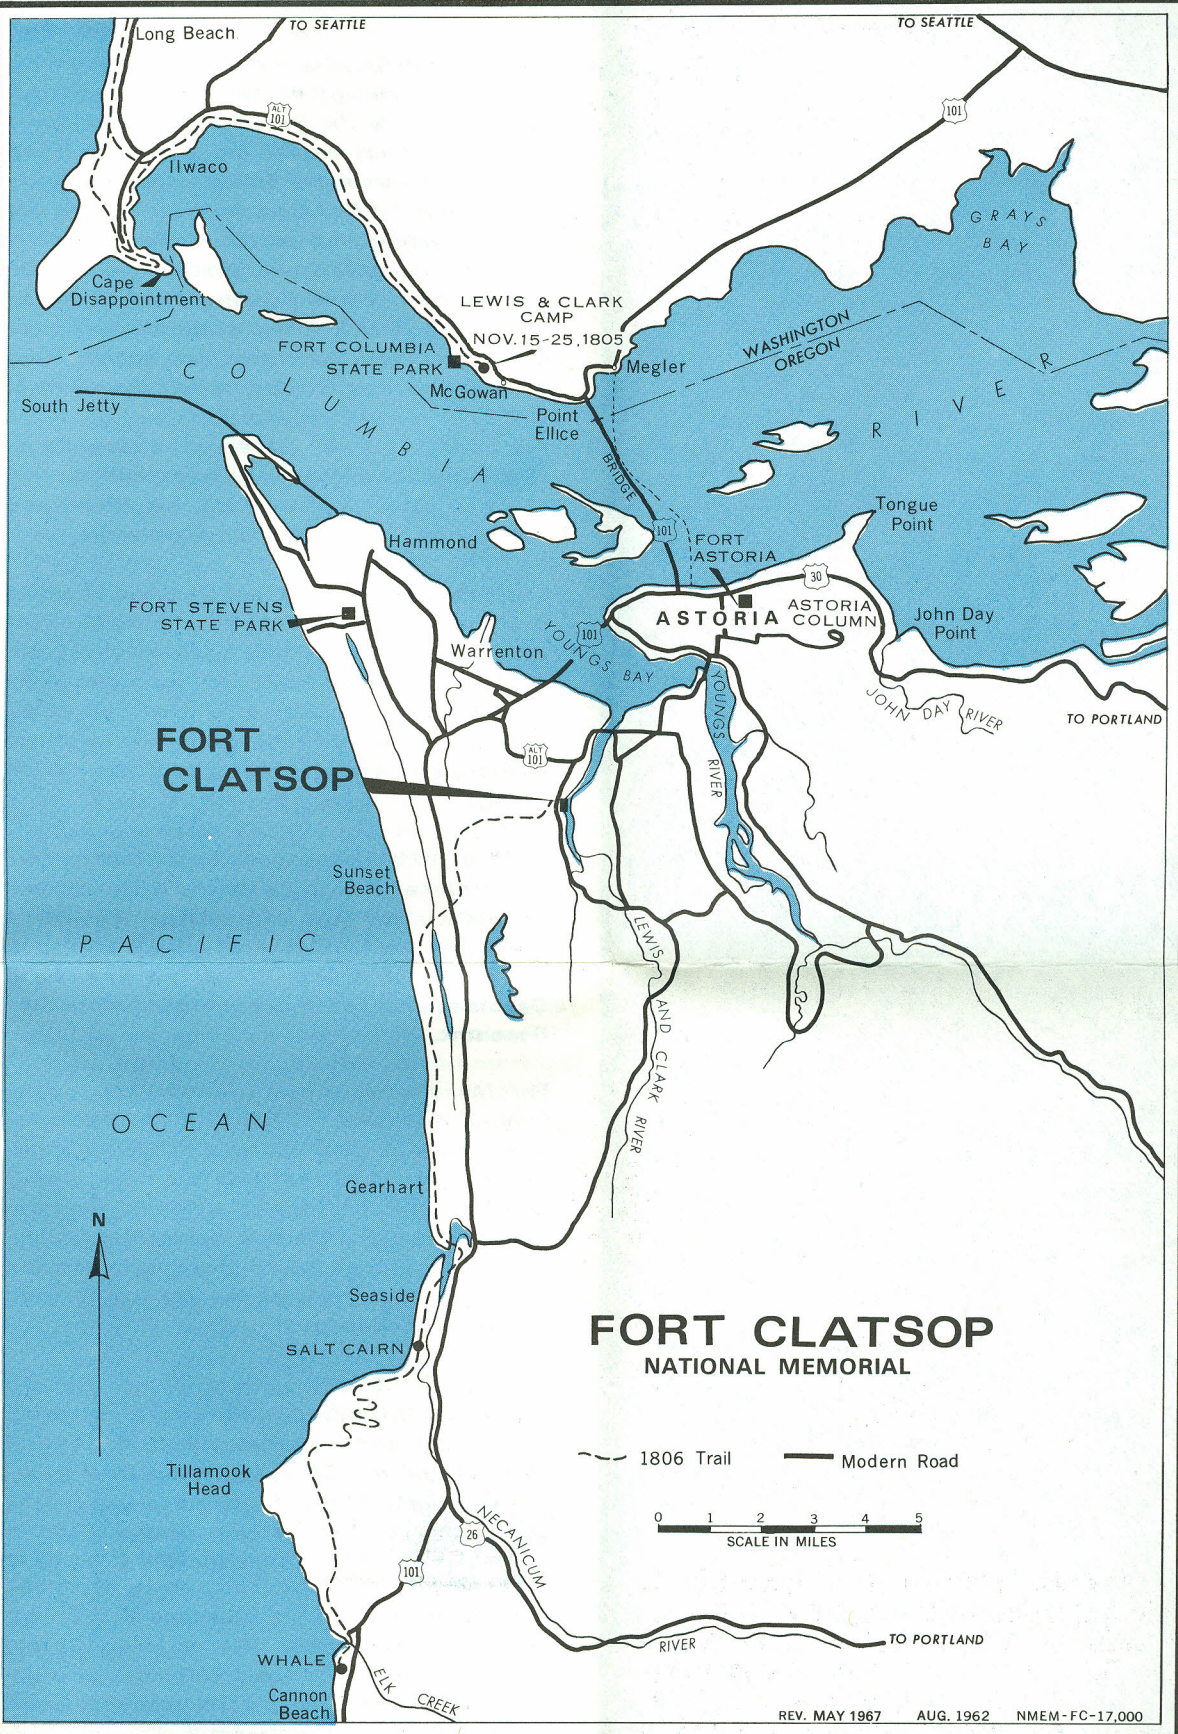 Long Beach
TO SEATTLE
TO SEATTLE
ALT
101
101
Ilwaco
GRAYS
BAY
Cape
Disappointment
LEWIS & CLARK
CAMP
NOV. 15-25, 1805
FORT COLUMBIA
STATE PARK
McGowan
Megler
WASHINGTON
OREGON
COLUMBIA
RIVER
South Jetty
Point
Ellice
BRIDGE
101
Tongue
Point
Hammond
FORT
ASTORIA
30
FORT STEVENS
STATE PARK
ASTORIA
ASTORIA
COLUMN
John Day
Point
101
YOUNGS BAY
Warrenton
YOUNGS
RIVER
JOHN DAY RIVER
TO PORTLAND
FORT
CLATSOP
ALT
101
Sunset
Beach
PACIFIC
OCEAN
LEWIS AND CLARK RIVER
Gearhart
N
Seaside
SALT CAIRN
FORT CLATSOP
NATIONAL MEMORIAL
1806 Trail
Modern Road
Tillamook
Head
0 1 2 3 4 5
SCALE IN MILES
NECANICUM
RIVER
26
101
TO PORTLAND
WHALE
Cannon
Beach
ELK CREEK
REV. MAY 1967 AUG. 1962 NMEM-FC-17,000